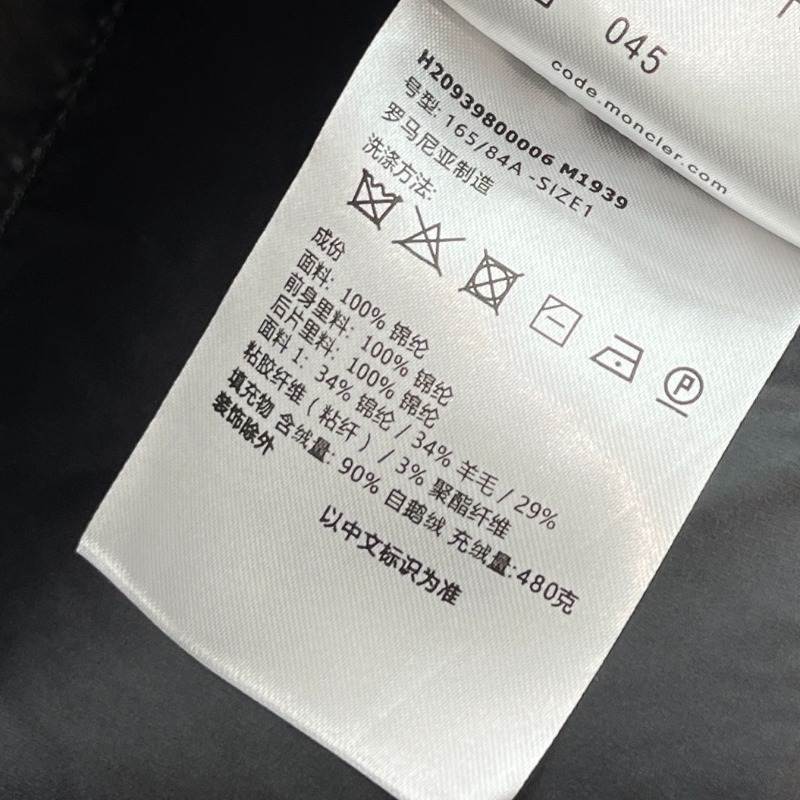 045
code.moncler.com
H20939800006 M1939
号型:165/84A -SIZE1
罗马尼亚制造
洗涤方法:
P
成份
面料: 100% 锦纶
前身里料: 100% 锦纶
后片里料: 100% 锦纶
面料 1: 34% 锦纶 / 34% 羊毛 / 29%
粘胶纤维（粘纤）/ 3% 聚酯纤维
填充物 含绒量: 90% 白鹅绒 充绒量:480克
装饰除外
以中文标识为准